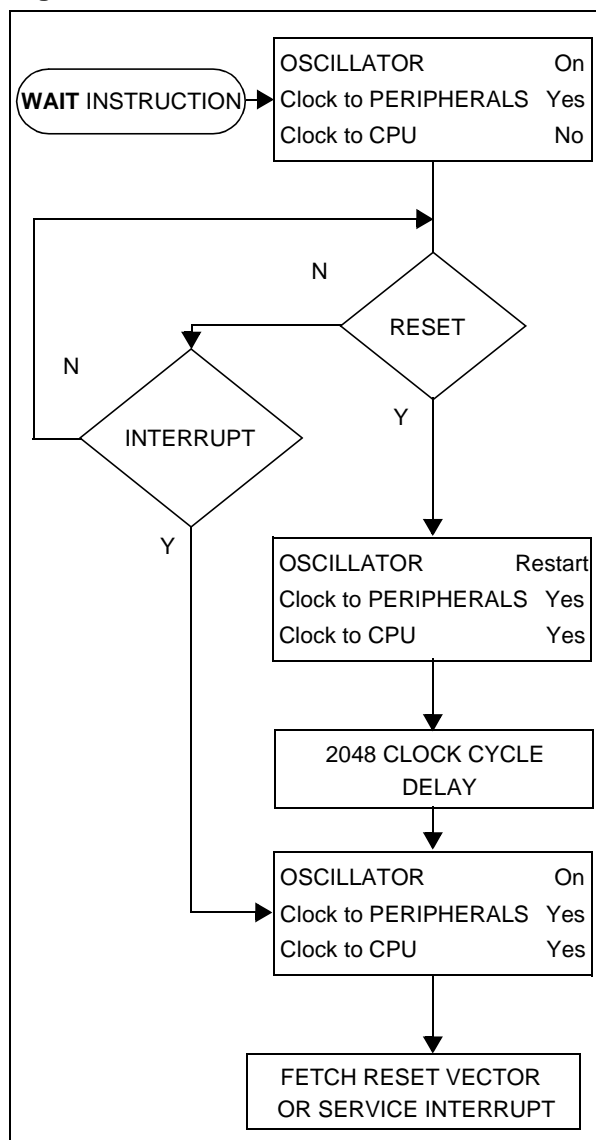 WAIT INSTRUCTION
OSCILLATOR On
Clock to PERIPHERALS Yes
Clock to CPU No
N
RESET
N
Y
INTERRUPT
Y
OSCILLATOR Restart
Clock to PERIPHERALS Yes
Clock to CPU Yes
2048 CLOCK CYCLE
DELAY
OSCILLATOR On
Clock to PERIPHERALS Yes
Clock to CPU Yes
FETCH RESET VECTOR
OR SERVICE INTERRUPT